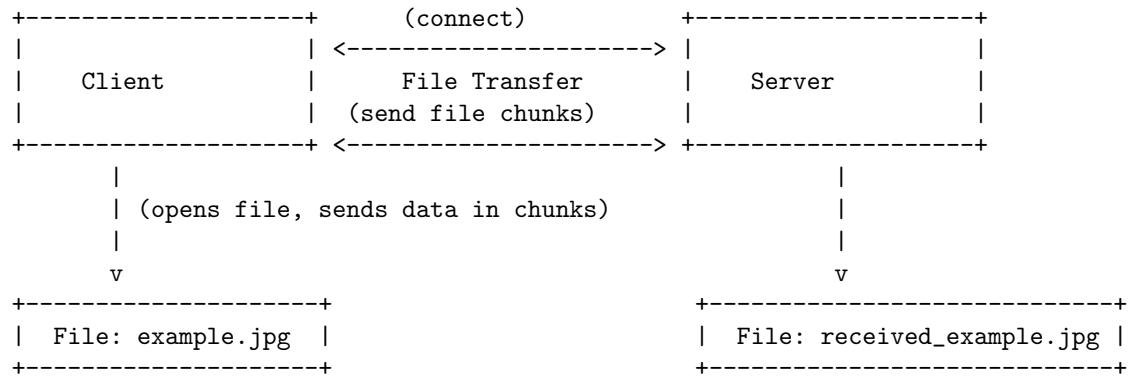 (connect)
Client File Transfer Server
(send file chunks)
(opens file, sends data in chunks)
v v
File: example.jpg File: received_example.jpg